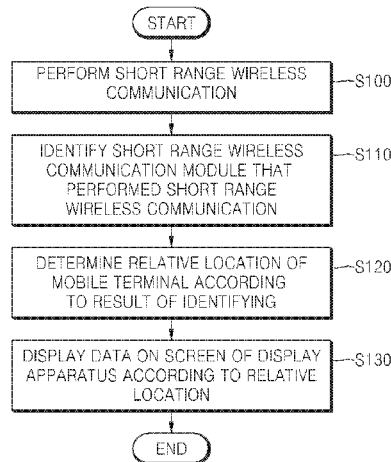 START
PERFORM SHORT RANGE WIRELESS
COMMUNICATION
S100
IDENTIFY SHORT RANGE WIRELESS
COMMUNICATION MODULE THAT
PERFORMED SHORT RANGE
WIRELESS COMMUNICATION
S110
DETERMINE RELATIVE LOCATION OF
MOBILE TERMINAL ACCORDING
TO RESULT OF IDENTIFYING
S120
DISPLAY DATA ON SCREEN OF DISPLAY
APPARATUS ACCORDING TO RELATIVE
LOCATION
S130
END